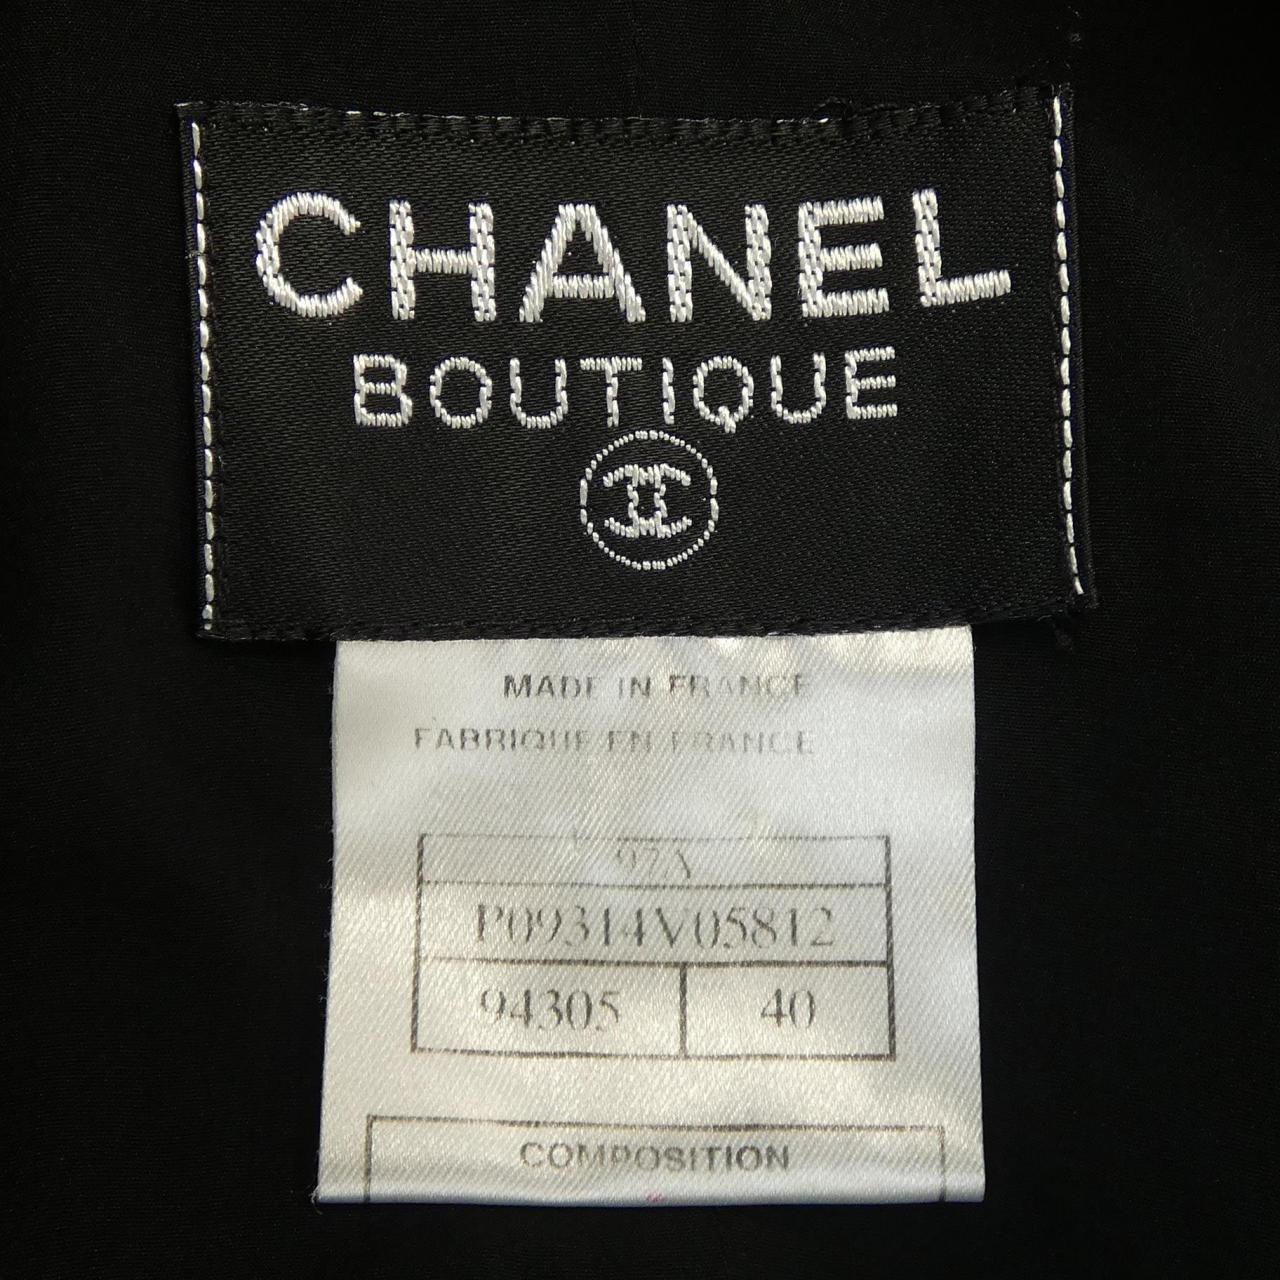 CHANEL
BOUTIQUE
MADE IN FRANCE
FABRIQUE EN FRANCE
97A
P09314V05812
94305 40
COMPOSITION